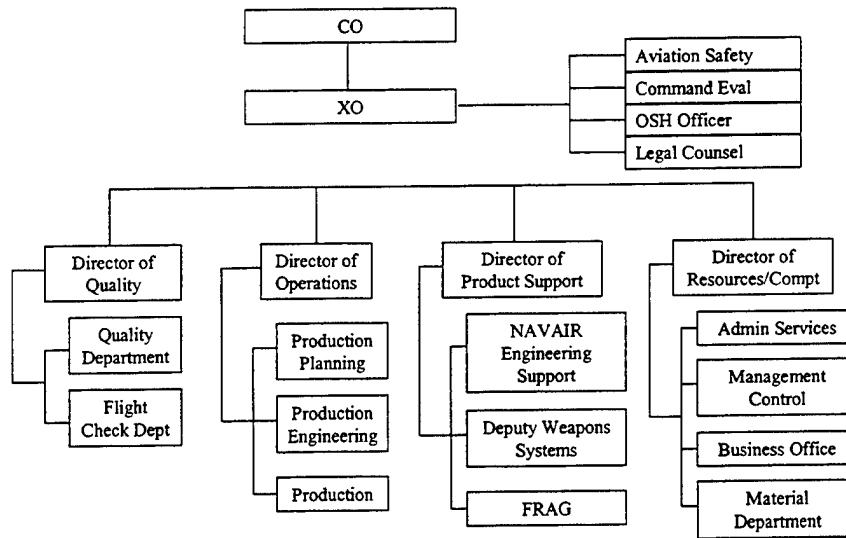 CO
XO
Aviation Safety
Command Eval
OSH Officer
Legal Counsel
Director of
Quality
Quality
Department
Flight
Check Dept
Director of
Operations
Production
Planning
Production
Engineering
Production
Director of
Product Support
NAVAIR
Engineering
Support
Deputy Weapons
Systems
FRAG
Director of
Resources/Compt
Admin Services
Management
Control
Business Office
Material
Department